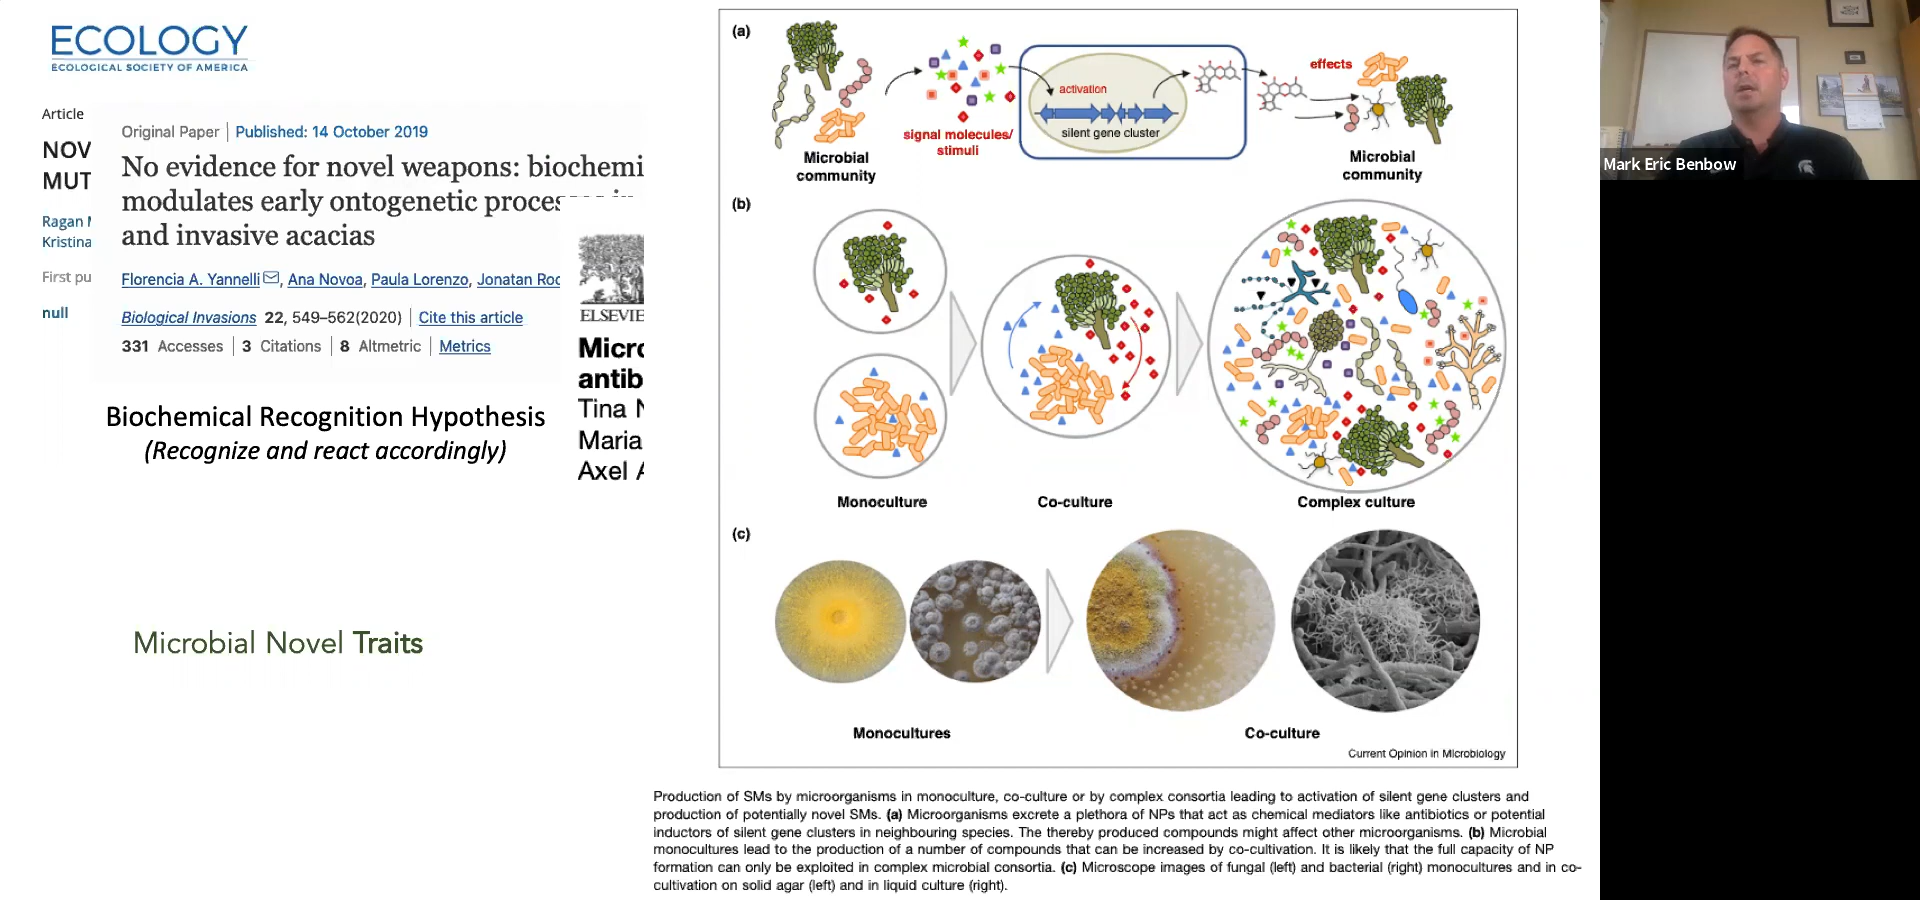 ECOLOGY
ECOLOGICAL SOCIETY OF AMERICA
Article
NOV
MUT
Ragan
Kristina
First pu
null
Original Paper | Published: 14 October 2019
No evidence for novel weapons: biochemi
modulates early ontogenetic processes in
and invasive acacias
Florencia A. Yannelli, Ana Novoa, Paula Lorenzo, Jonatan Roc
Biological Invasions 22, 549–562(2020) | Cite this article
331 Accesses | 3 Citations | 8 Altmetric | Metrics
ELSEVIE
Micro
antib
Tina
Maria
Axel
Biochemical Recognition Hypothesis
(Recognize and react accordingly)
Microbial Novel Traits
(a)
Microbial
community
signal molecules/
stimuli
activation
silent gene cluster
effects
Microbial
community
(b)
Monoculture
Co-culture
Complex culture
(c)
Monocultures
Co-culture
Current Opinion in Microbiology
Production of SMs by microorganisms in monoculture, co-culture or by complex consortia leading to activation of silent gene clusters and
production of potentially novel SMs. (a) Microorganisms excrete a plethora of NPs that act as chemical mediators like antibiotics or potential
inductors of silent gene clusters in neighbouring species. The thereby produced compounds might affect other microorganisms. (b) Microbial
monocultures lead to the production of a number of compounds that can be increased by co-cultivation. It is likely that the full capacity of NP
formation can only be exploited in complex microbial consortia. (c) Microscope images of fungal (left) and bacterial (right) monocultures and in co-
cultivation on solid agar (left) and in liquid culture (right).
Mark Eric Benbow